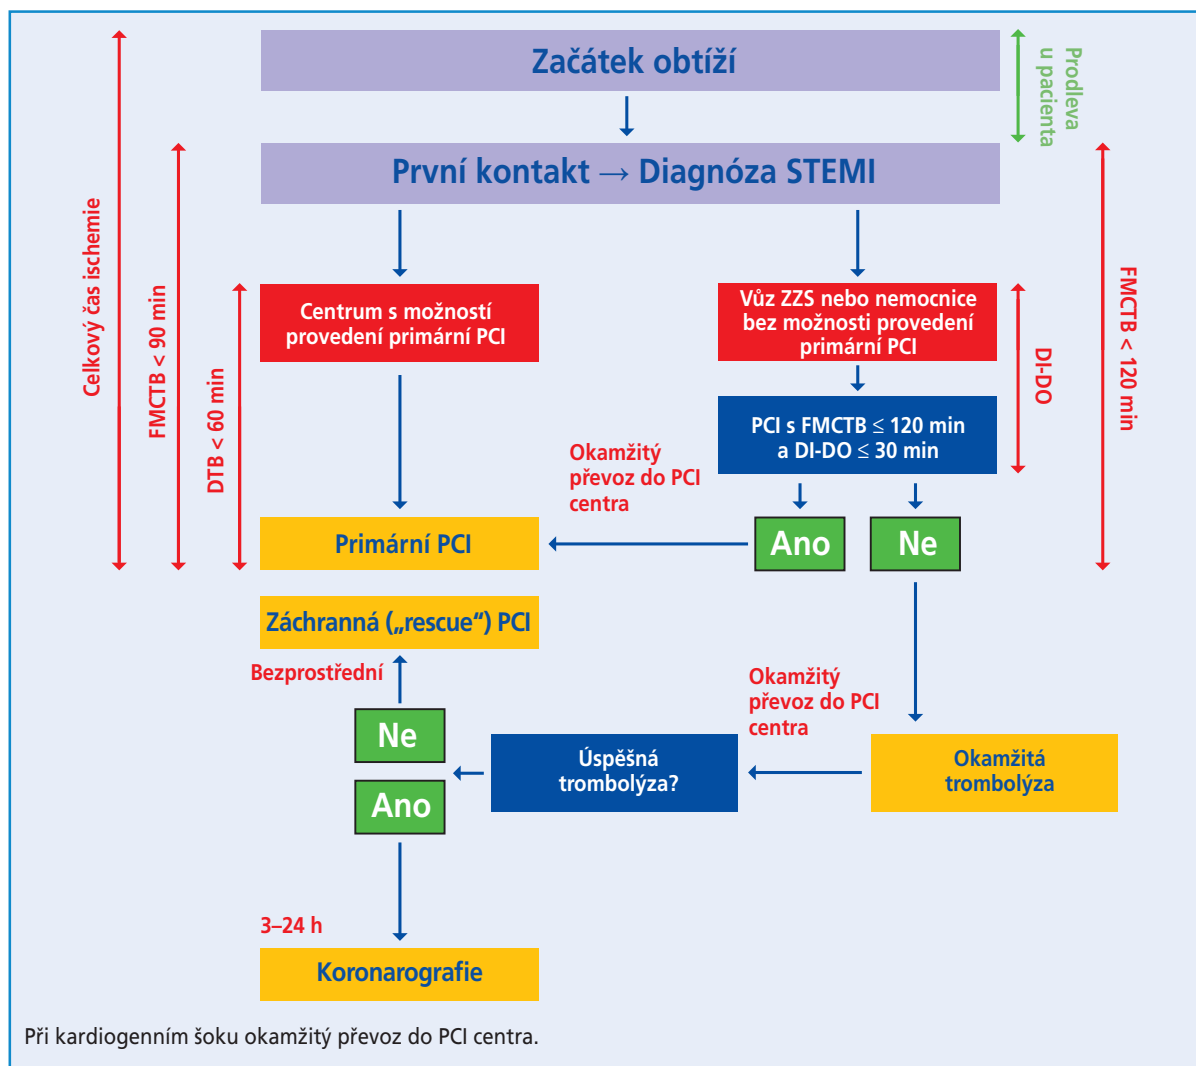 Začátek obtíží
Prodleva
u pacienta
První kontakt → Diagnóza STEMI
Celkový čas ischemie
FMCTB < 90 min
DTB < 60 min
Centrum s možností
provedení primární PCI
Vůz ZZS nebo nemocnice
bez možnosti provedení
primární PCI
DI-DO
FMCTB < 120 min
PCI s FMCTB ≤ 120 min
a DI-DO ≤ 30 min
Okamžitý
převoz do PCI
centra
Primární PCI
Ano
Ne
Záchranná („rescue“) PCI
Bezprostřední
Okamžitý
převoz do PCI
centra
Ne
Ano
Úspěšná
trombolýza?
Okamžitá
trombolýza
3–24 h
Koronarografie
Při kardiogenním šoku okamžitý převoz do PCI centra.